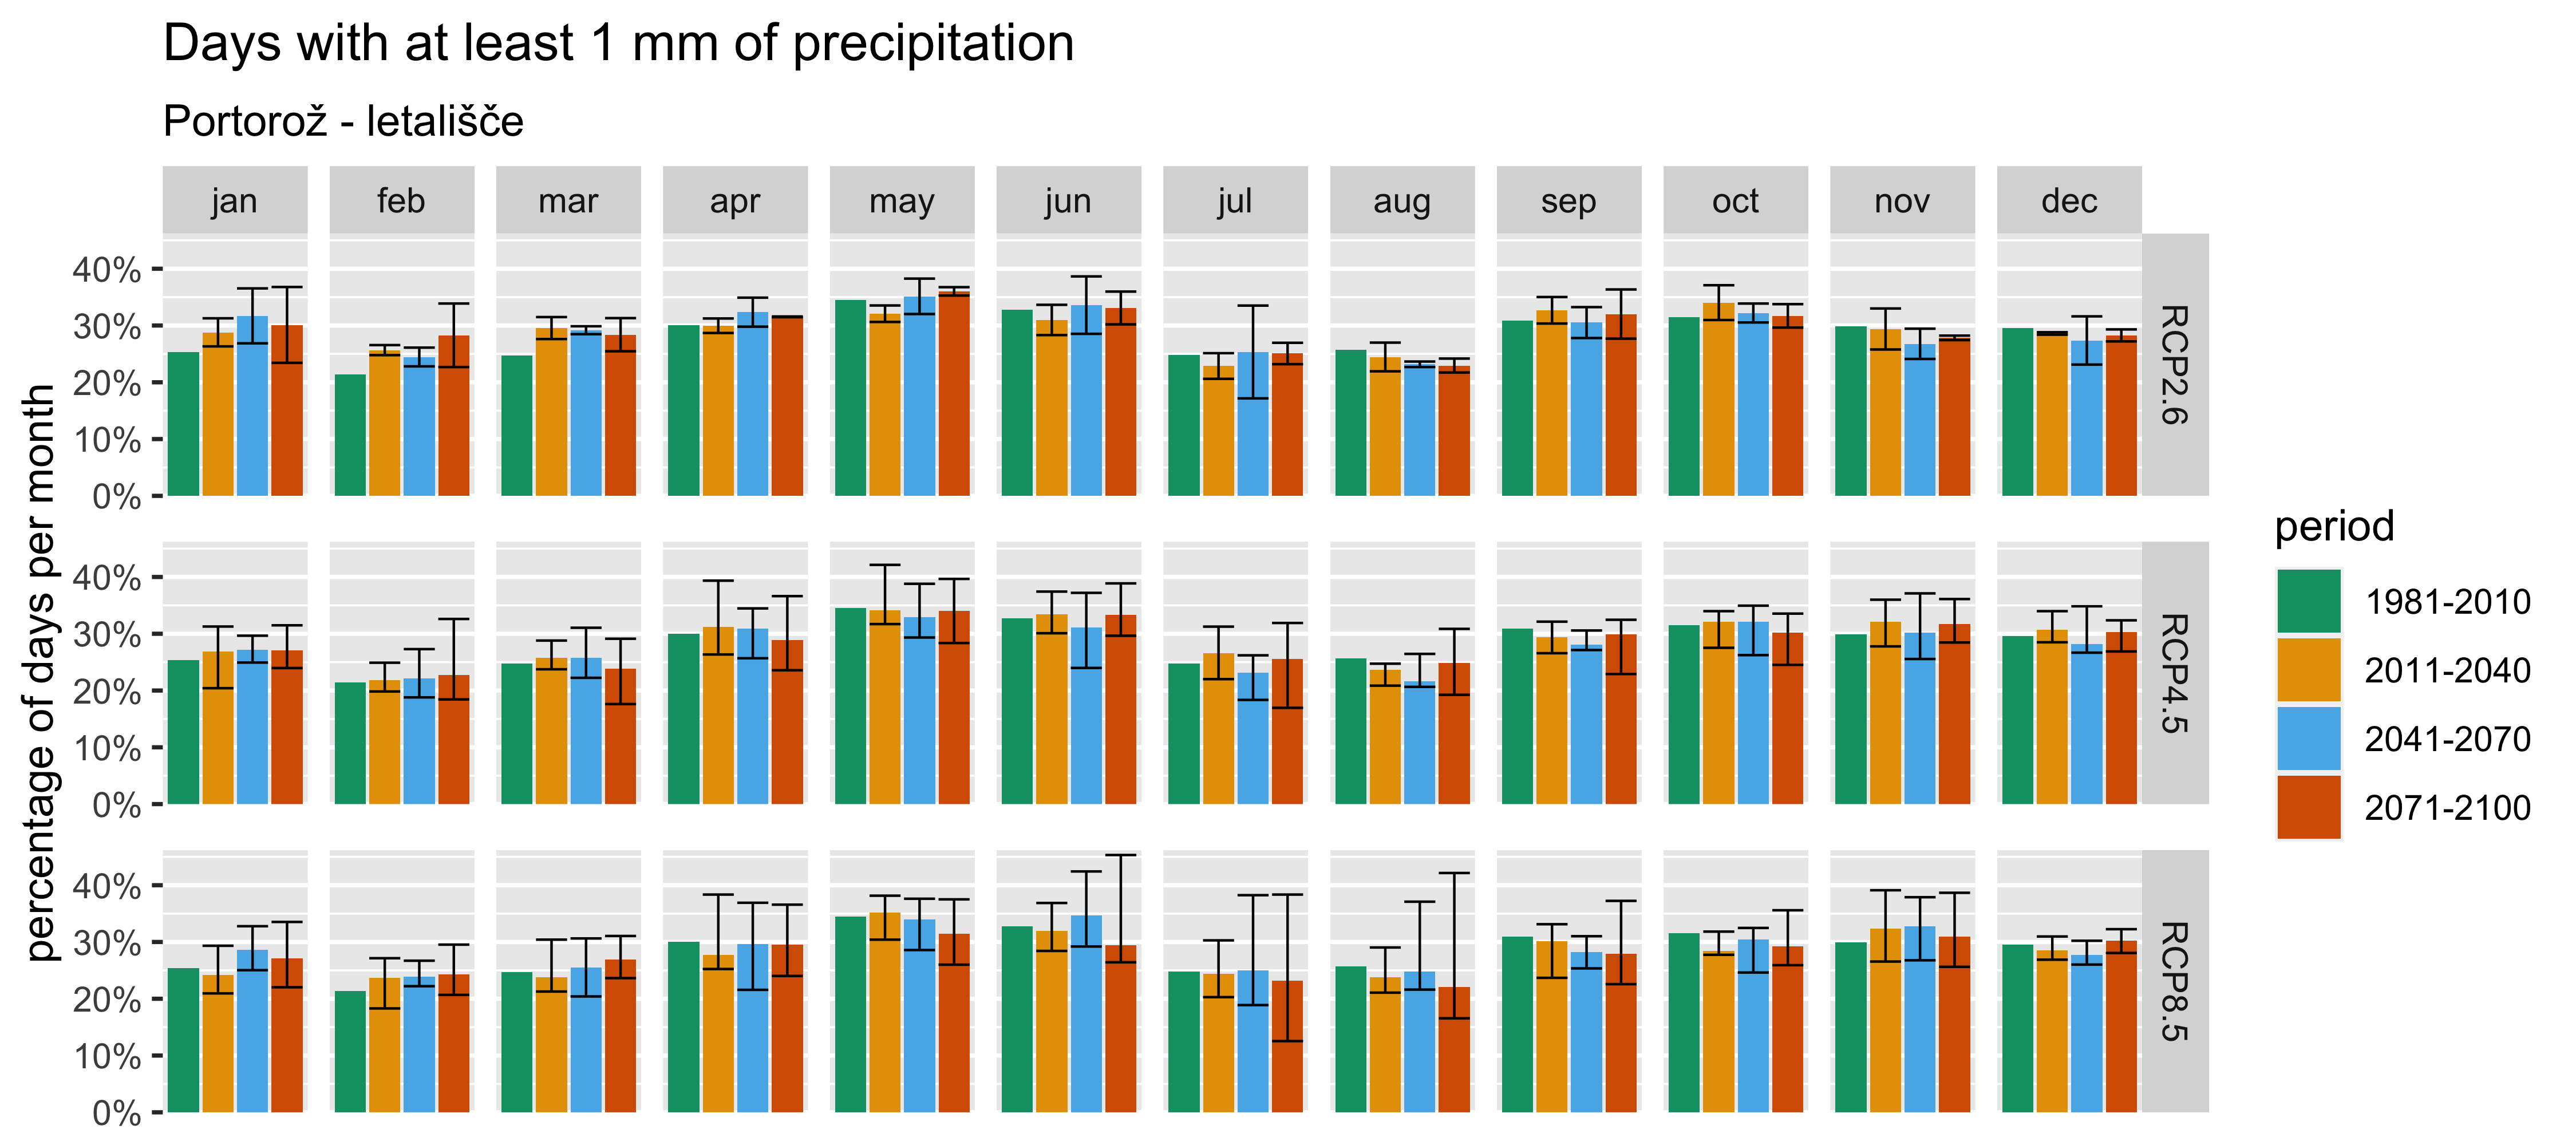 Days with at least 1 mm of precipitation
Portorož - letališče
jan feb mar apr may jun jul aug sep oct nov dec
percentage of days per month
40%
30%
20%
10%
0%
RCP2.6
40%
30%
20%
10%
0%
RCP4.5
40%
30%
20%
10%
0%
RCP8.5
period
1981-2010
2011-2040
2041-2070
2071-2100